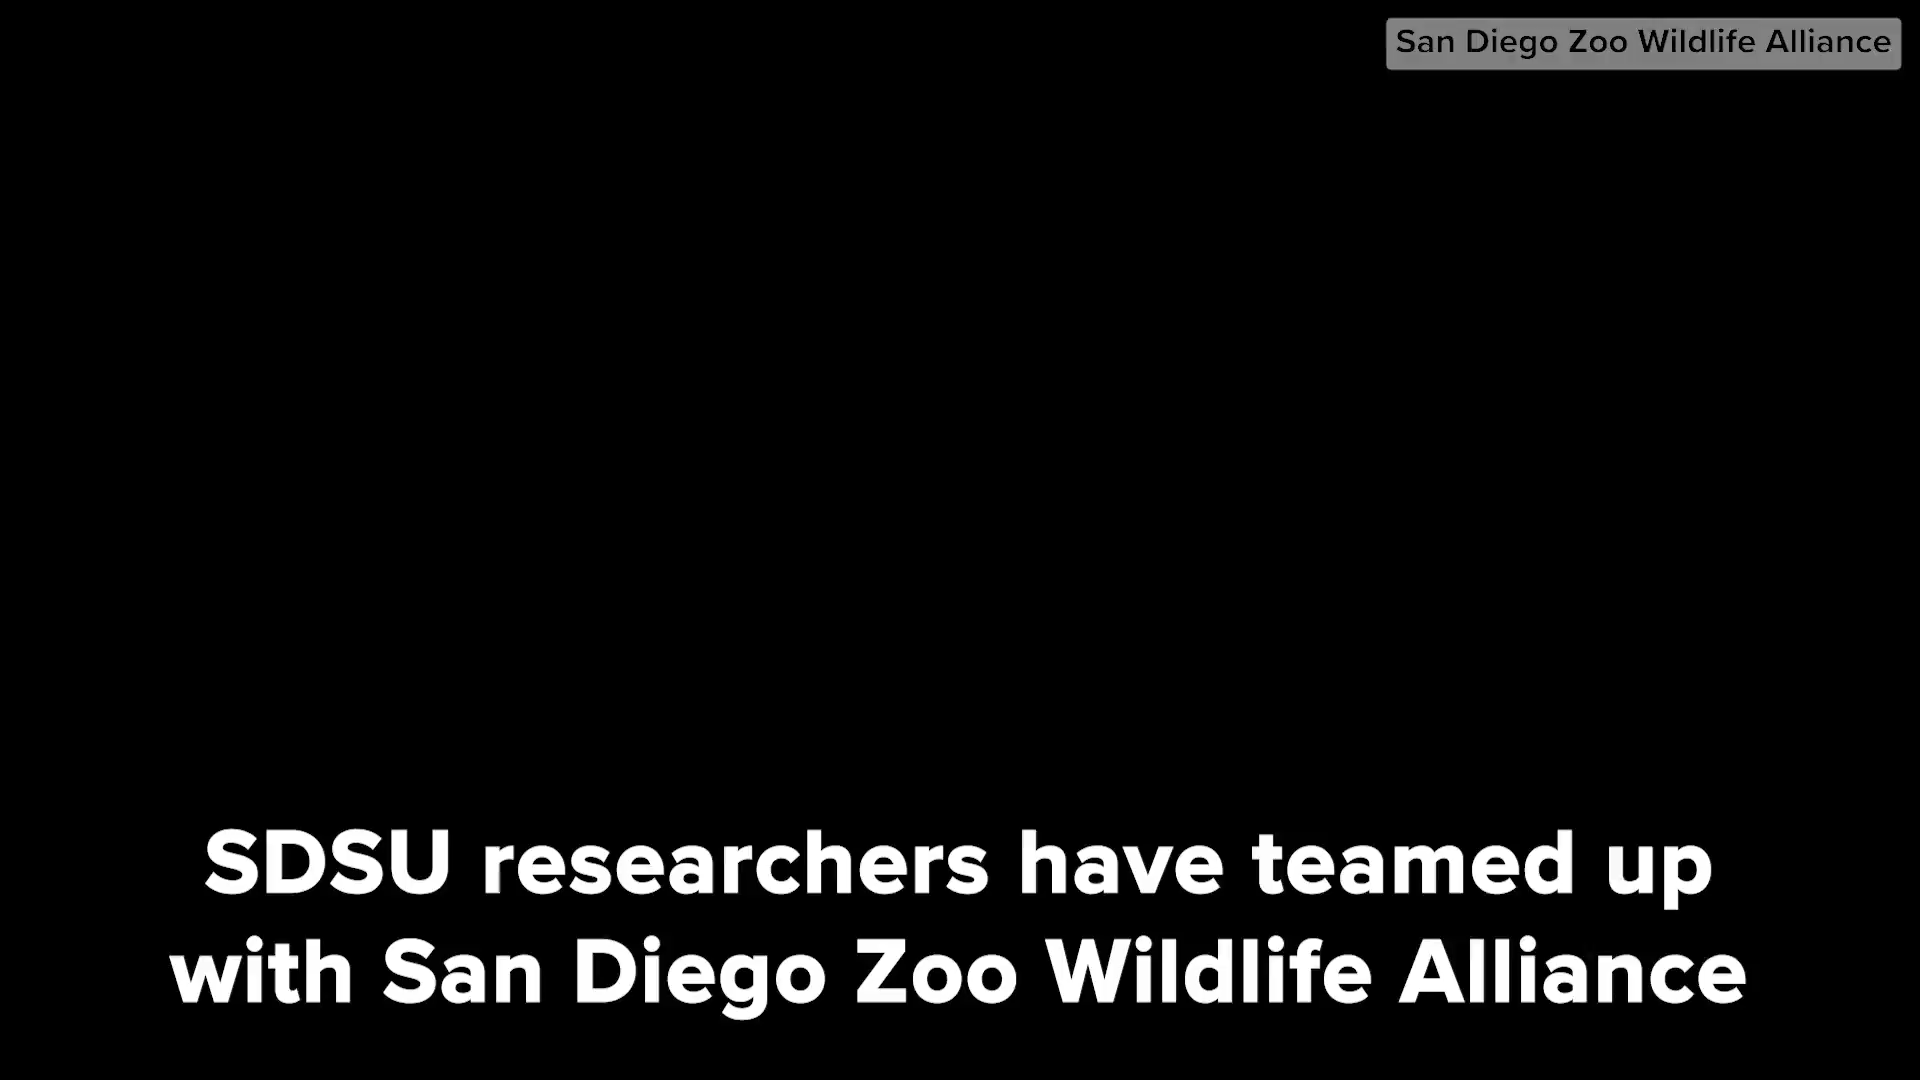 San Diego Zoo Wildlife Alliance
SDSU researchers have teamed up
with San Diego Zoo Wildlife Alliance